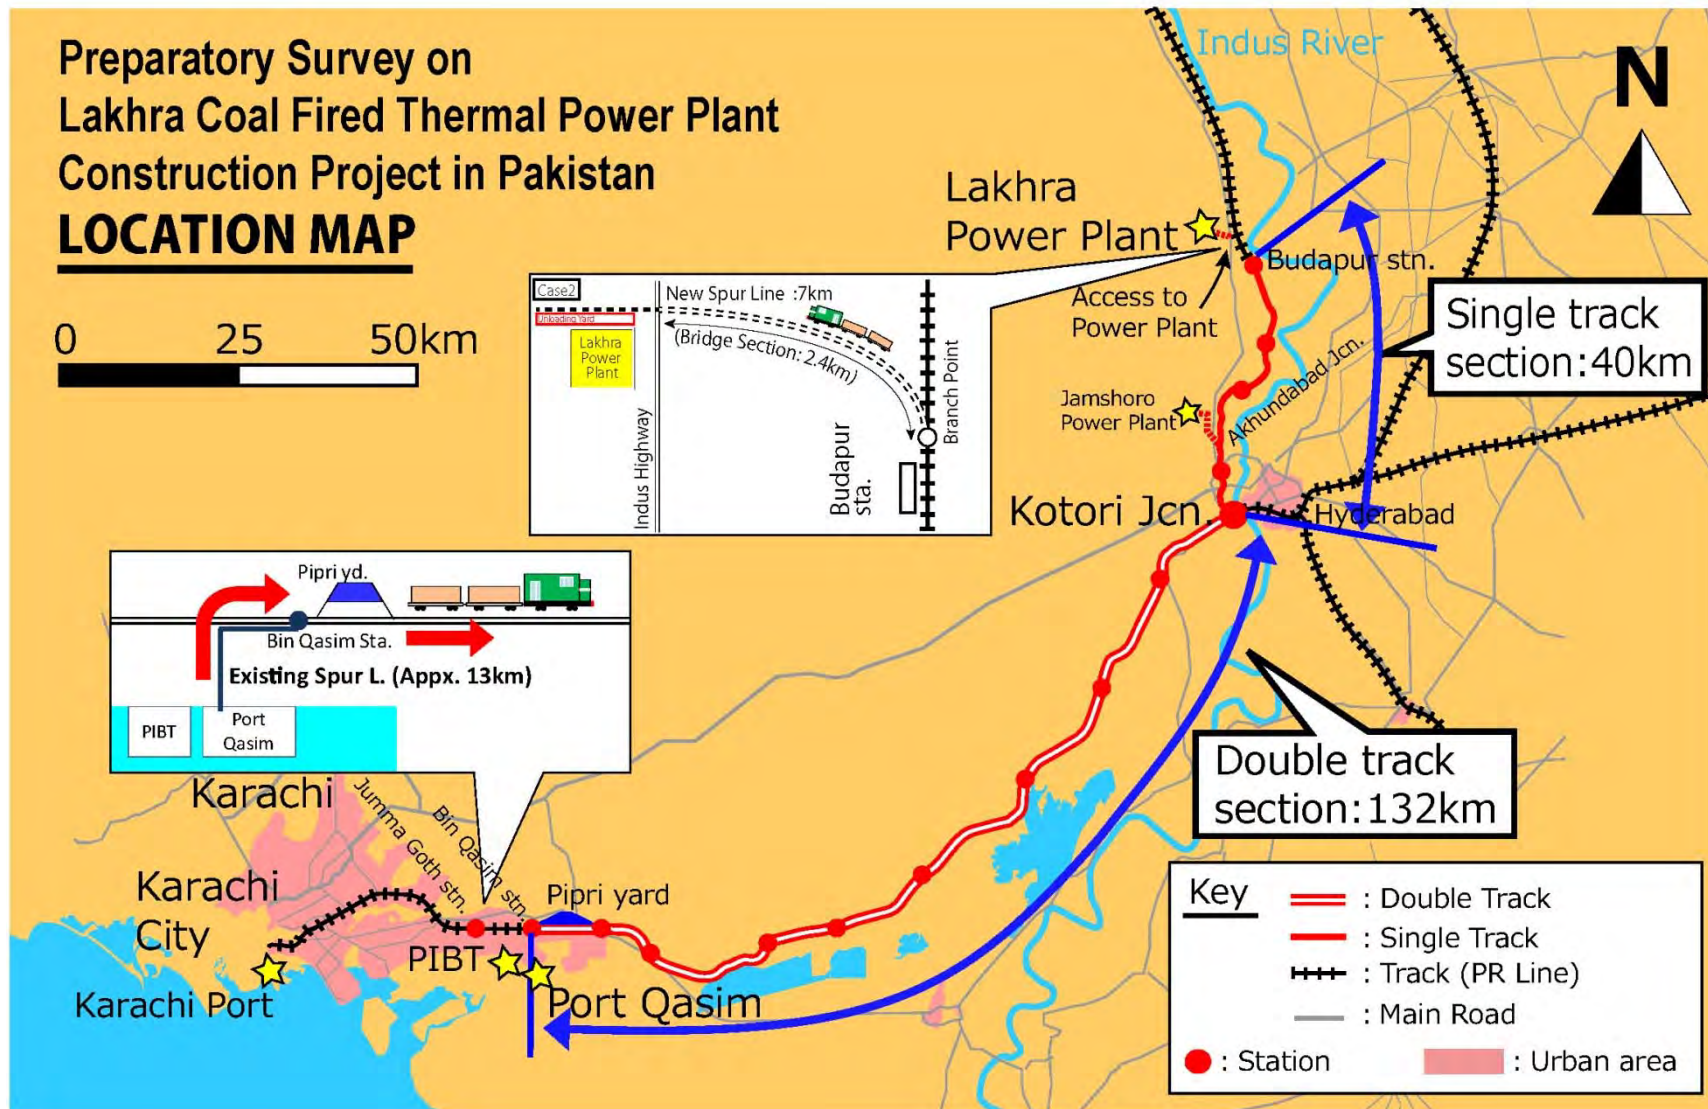 Preparatory Survey on
Lakhra Coal Fired Thermal Power Plant
Construction Project in Pakistan
LOCATION MAP
0 25 50km
Indus River
N
Lakhra
Power Plant
Budapur stn.
Access to
Power Plant
Single track
section:40km
Case2
New Spur Line :7km
Unloading Yard
(Bridge Section: 2.4km)
Lakhra
Power
Plant
Indus Highway
Budapur
sta.
Branch Point
Jamshoro
Power Plant
Akhundabad Jcn.
Kotori Jcn.
Hyderabad
Pipri yd.
Bin Qasim Sta.
Existing Spur L. (Appx. 13km)
PIBT
Port
Qasim
Double track
section:132km
Karachi
Jumma
Goth stn.
Bin Qasim stn.
Karachi
City
Pipri yard
PIBT
Karachi Port
Port Qasim
Key
: Double Track
: Single Track
: Track (PR Line)
: Main Road
: Station
: Urban area